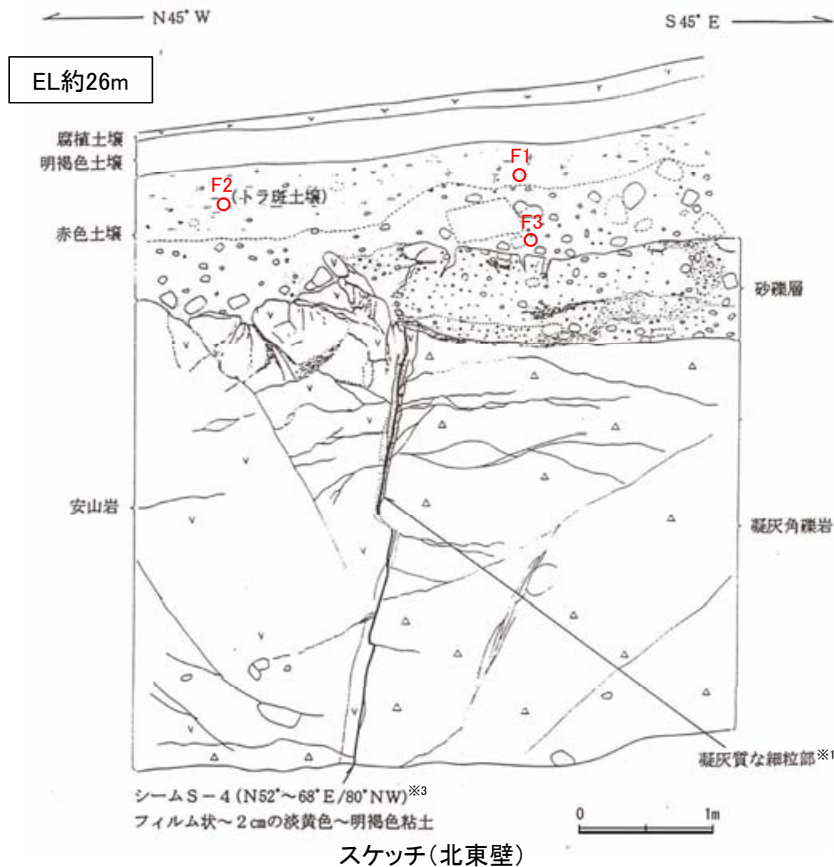 N45°W
S45°E
EL約26m
腐植土壌
明褐色土壌
F1
F2
(トラ斑土壌)
赤色土壌
F3
砂礫層
安山岩
凝灰角礫岩
凝灰質な細粒部※1
シームS-4(N52°~68°E/80°NW)※3
フィルム状~2cmの淡黄色~明褐色粘土
0 1m
スケッチ(北東壁)